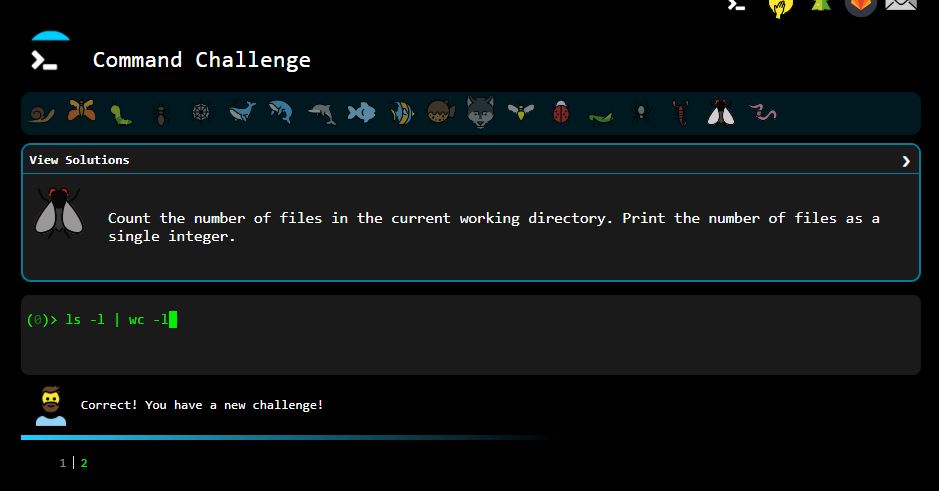 Command Challenge
View Solutions
Count the number of files in the current working directory. Print the number of files as a
single integer.
(0)> ls -l | wc -l
Correct! You have a new challenge!
1 | 2